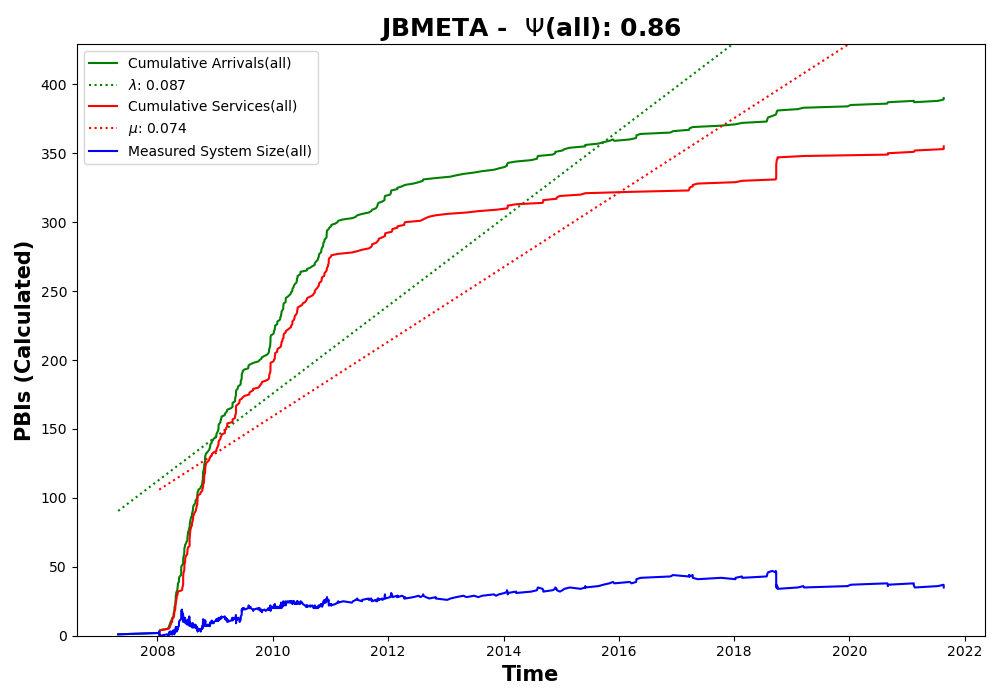 JBMETA - Ψ(all): 0.86
Cumulative Arrivals(all)
λ: 0.087
Cumulative Services(all)
μ: 0.074
Measured System Size(all)
PBIs (Calculated)
400
350
300
250
200
150
100
50
0
2008 2010 2012 2014 2016 2018 2020 2022
Time